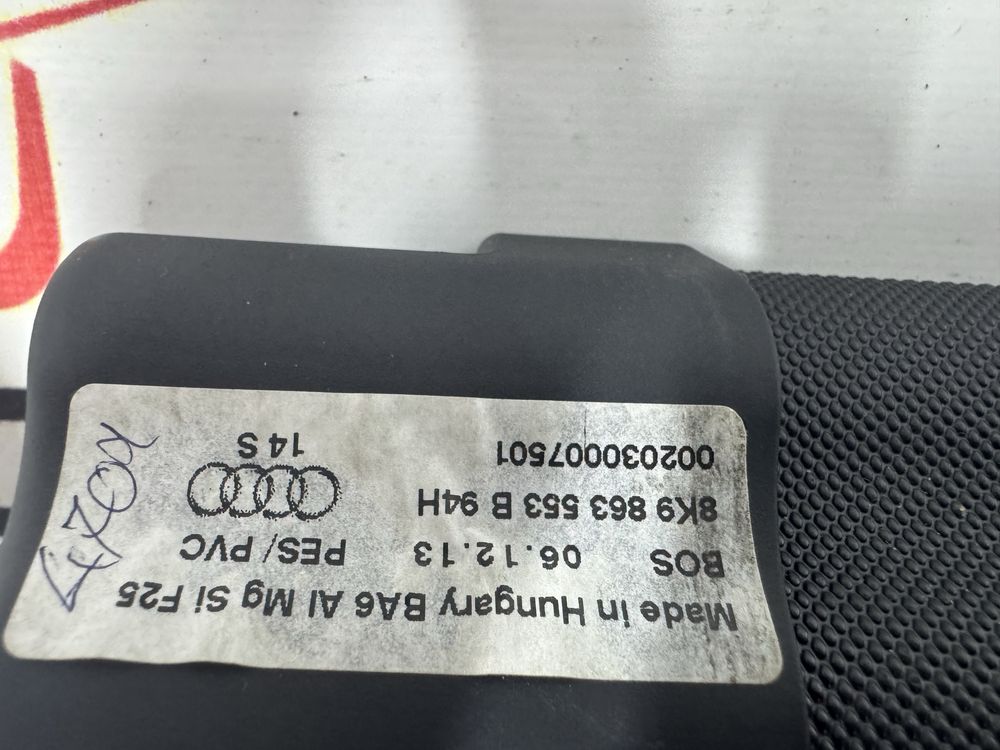 Made in Hungary BA6 Al Mg Si F25
BOS 06.12.13 PES/ PVC
8K9 863 553 B 94H
002030007501 14 S